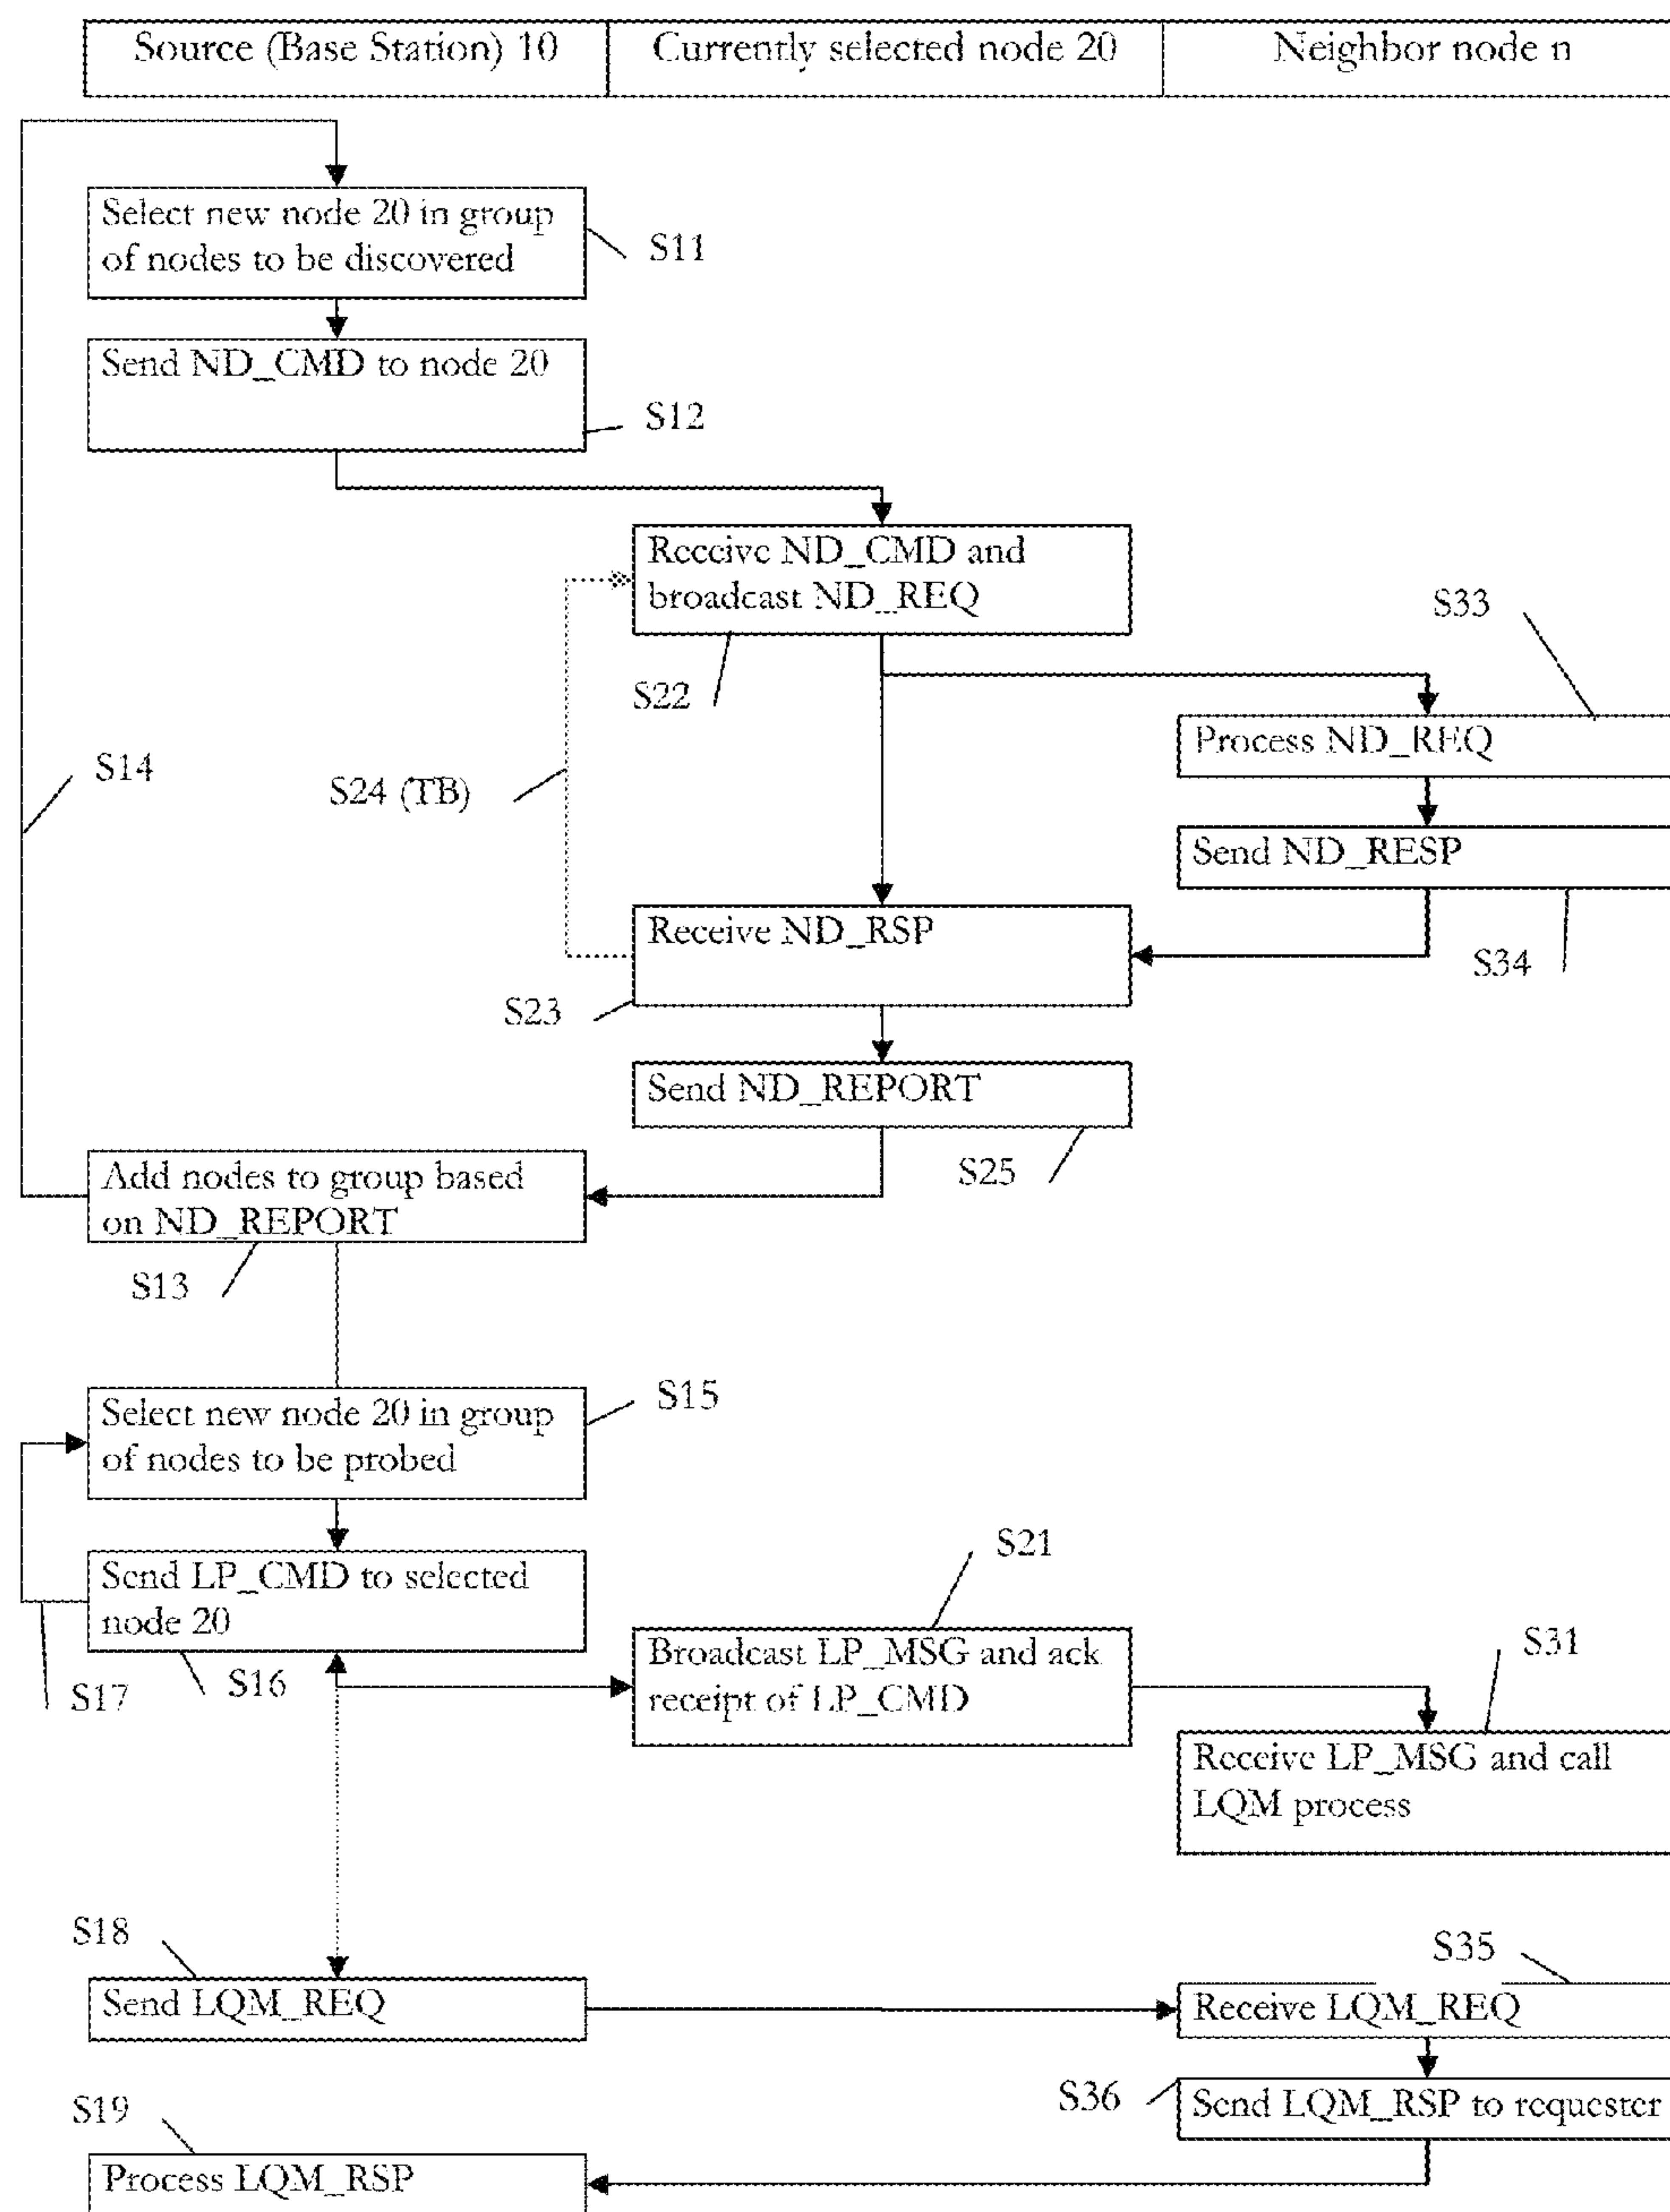 Source (Base Station) 10
Currently selected node 20
Neighbor node n
Select new node 20 in group
of nodes to be discovered
S11
Send ND_CMD to node 20
S12
Receive ND_CMD and
broadcast ND_REQ
S22
S33
Process ND_REQ
S14
S24 (TB)
Send ND_RESP
S34
Receive ND_RSP
S23
Send ND_REPORT
S25
Add nodes to group based
on ND_REPORT
S13
Select new node 20 in group
of nodes to be probed
S15
Send LP_CMD to selected
node 20
S17
S16
S21
Broadcast LP_MSG and ack
receipt of LP_CMD
S31
Receive LP_MSG and call
LQM process
S18
Send LQM_REQ
S35
Receive LQM_REQ
S36
Send LQM_RSP to requester
S19
Process LQM_RSP